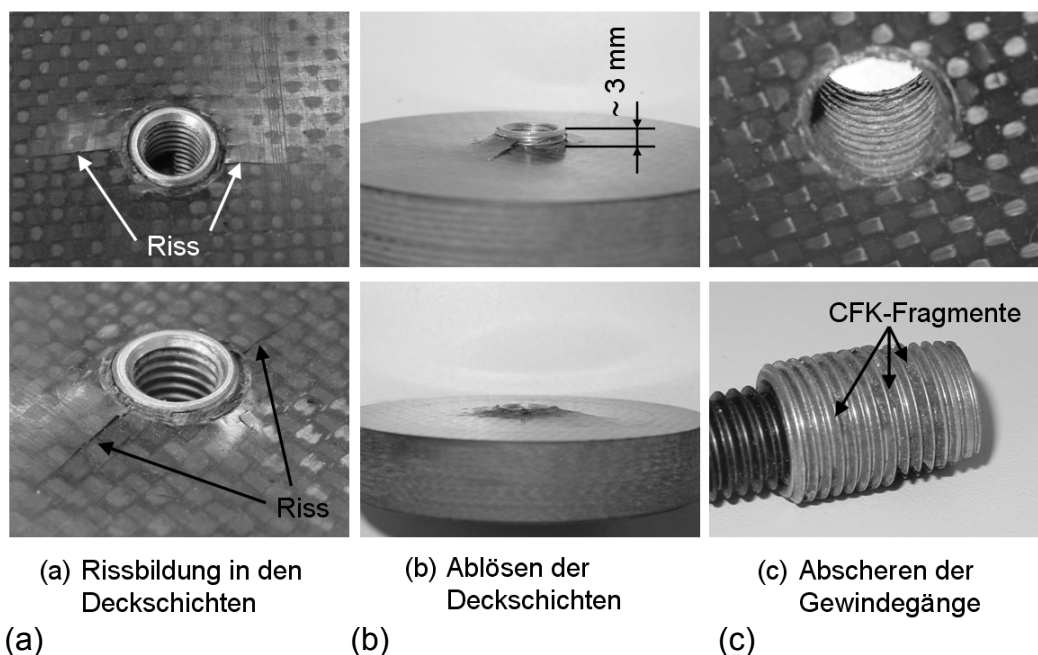 Riss
~ 3 mm
CFK-Fragmente
Riss
(a) Rissbildung in den
Deckschichten
(b) Ablösen der
Deckschichten
(c) Abscheren der
Gewindegänge
(a)
(b)
(c)